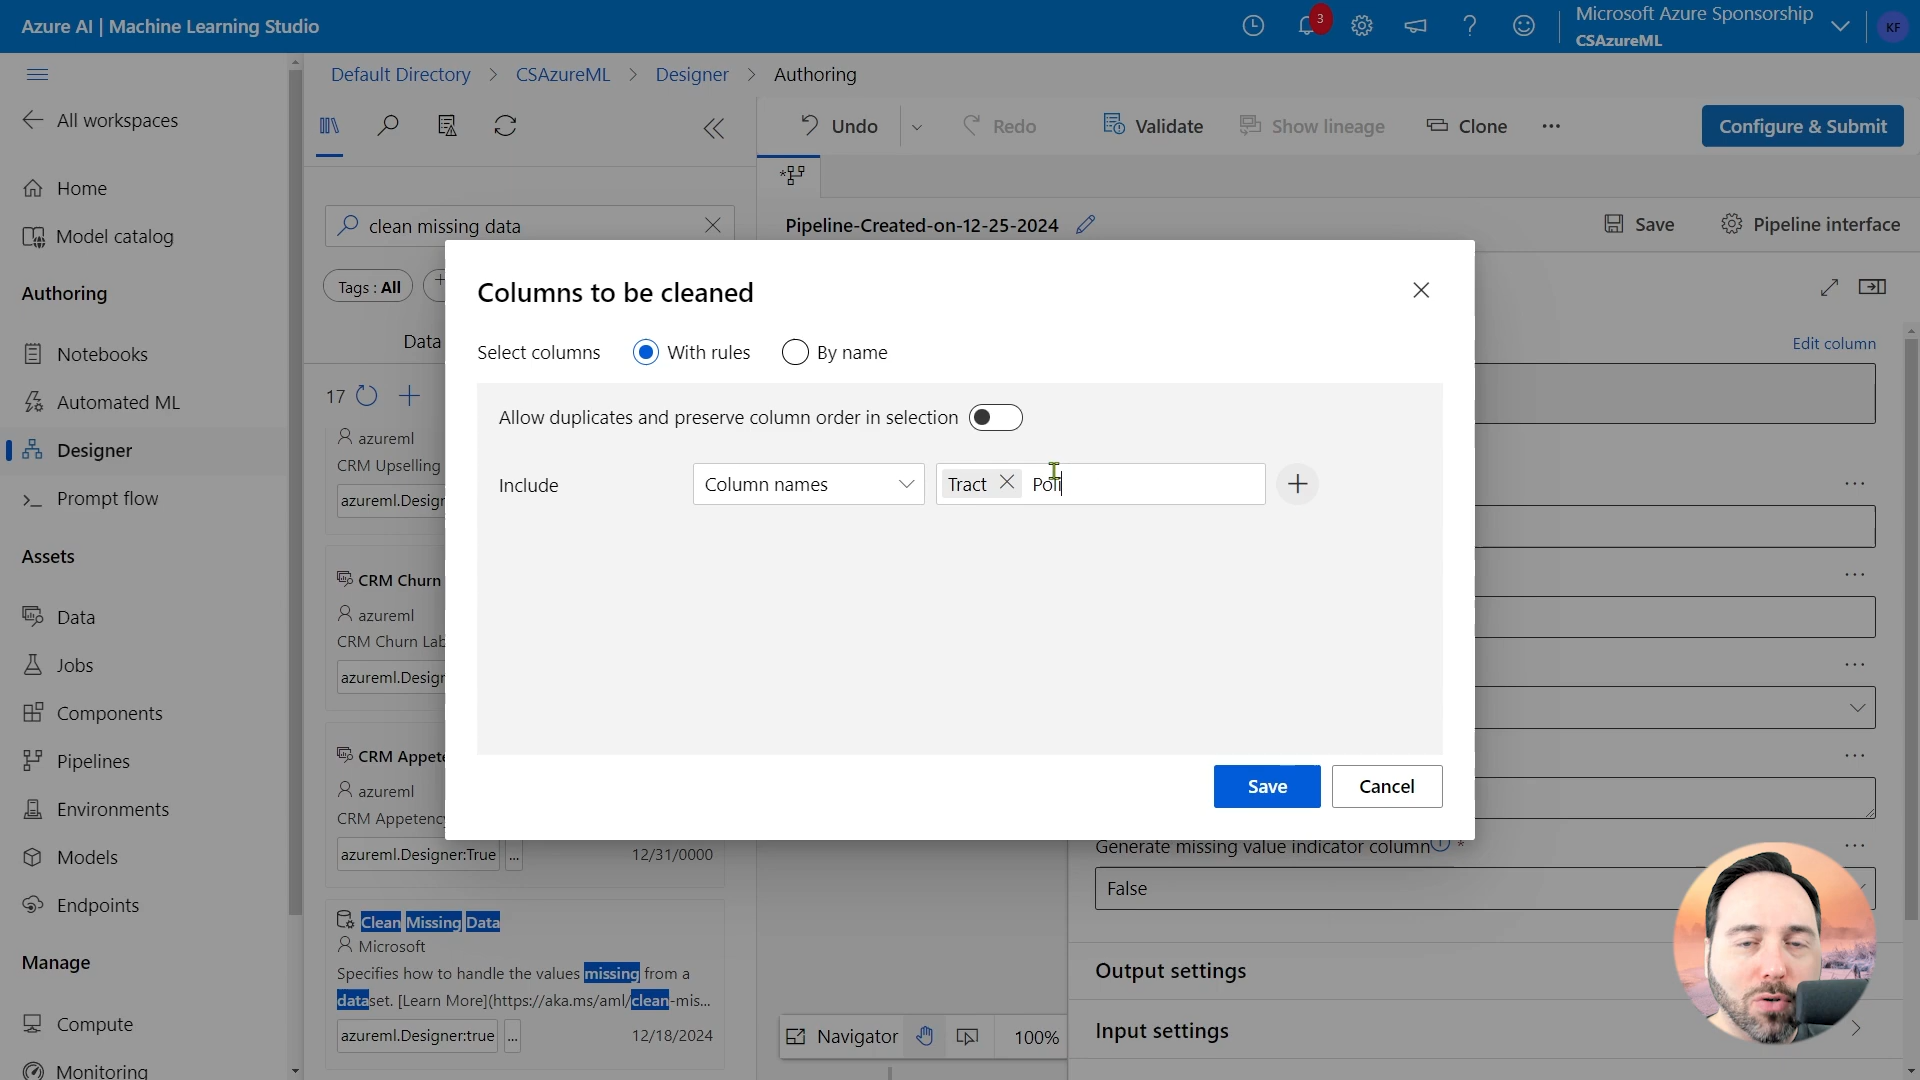 Azure AI | Machine Learning Studio
3
Microsoft Azure Sponsorship
CSAzureML
KF
Default Directory > CSAzureML > Designer > Authoring
All workspaces
Home
Model catalog
Authoring
Notebooks
Automated ML
Designer
Prompt flow
Assets
Data
Jobs
Components
Pipelines
Environments
Models
Endpoints
Manage
Compute
Monitoring
clean missing data
Tags : All
Data
17
azureml
CRM Upselling
azureml.Design
CRM Churn
azureml
CRM Churn Lab
azureml.Design
CRM Appete
azureml
CRM Appetency
azureml.Designer:True
...
12/31/0000
Clean Missing Data
Microsoft
Specifies how to handle the values missing from a
dataset. [Learn More](https://aka.ms/aml/clean-mis...
azureml.Designer:true
...
12/18/2024
Undo
Redo
Validate
Show lineage
Clone
...
Configure & Submit
Pipeline-Created-on-12-25-2024
Save
Pipeline interface
Edit column
Columns to be cleaned
Select columns
With rules
By name
Allow duplicates and preserve column order in selection
Include
Column names
Tract
Poli
Save
Cancel
Generate missing value indicator column *
False
Output settings
Input settings
Navigator
100%